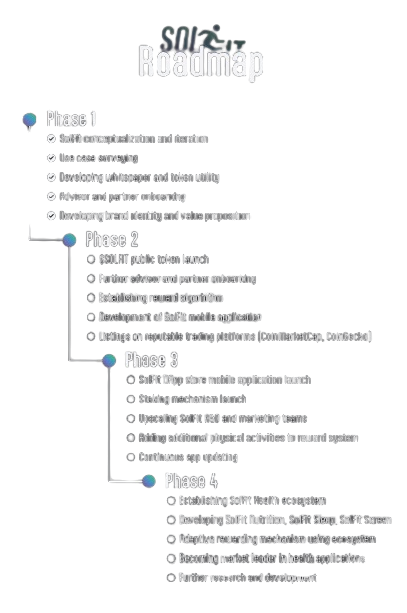 SOLFIT
Roadmap
Phase 1
SolFit conceptualization and iteration
Use case surveying
Developing whitepaper and token utility
Advisor and partner onboarding
Developing brand identity and value proposition
Phase 2
$SOLFIT public token launch
Further advisor and partner onboarding
Establishing reward algorithm
Development of SolFit mobile application
Listings on reputable trading platforms (CoinMarketCap, CoinGecko)
Phase 3
SolFit DApp store mobile application launch
Staking mechanism launch
Upscaling SolFit and marketing teams
Adding additional physical activities to reward system
Continuous app updating
Phase 4
Establishing SolFit Health ecosystem
Developing SolFit Nutrition, SolFit Sleep, SolFit Screen
Adaptive rewarding mechanism using ecosystem
Becoming market leader in health applications
Further research and development